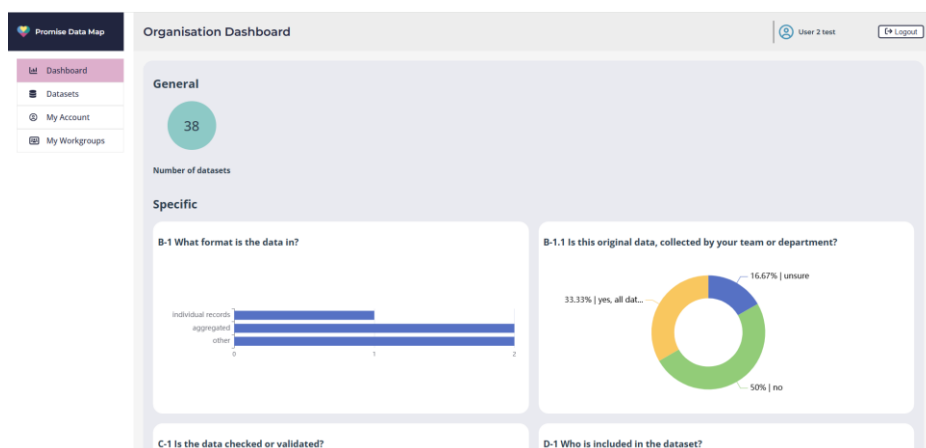 Promise Data Map
Organisation Dashboard
User 2 test
Logout
Dashboard
Datasets
My Account
My Workgroups
General
38
Number of datasets
Specific
B-1 What format is the data in?
individual records
aggregated
other
0 1 2
B-1.1 Is this original data, collected by your team or department?
16.67% | unsure
33.33% | yes, all dat...
50% | no
C-1 Is the data checked or validated?
D-1 Who is included in the dataset?